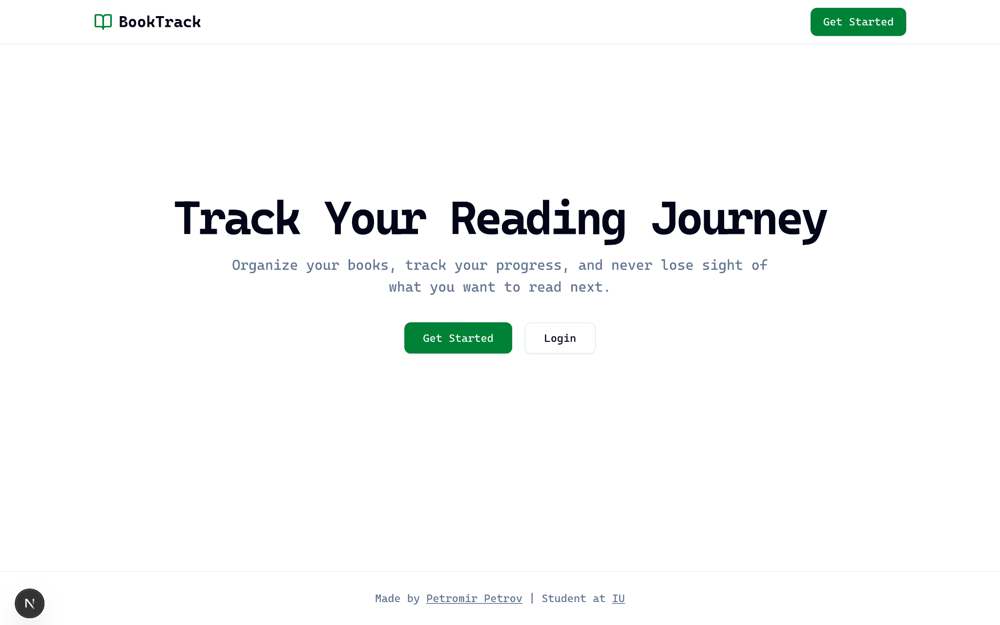 BookTrack
Get Started
Track Your Reading Journey
Organize your books, track your progress, and never lose sight of
what you want to read next.
Get Started
Login
N
Made by Petromir Petrov | Student at IU